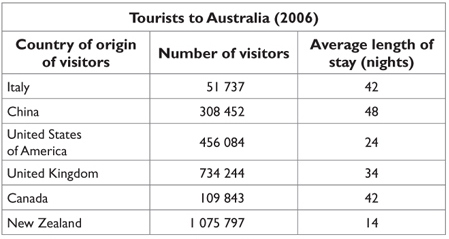 Tourists to Australia (2006)
Country of origin of visitors Number of visitors Average length of stay (nights)
Italy 51 737 42
China 308 452 48
United States of America 456 084 24
United Kingdom 734 244 34
Canada 109 843 42
New Zealand 1 075 797 14